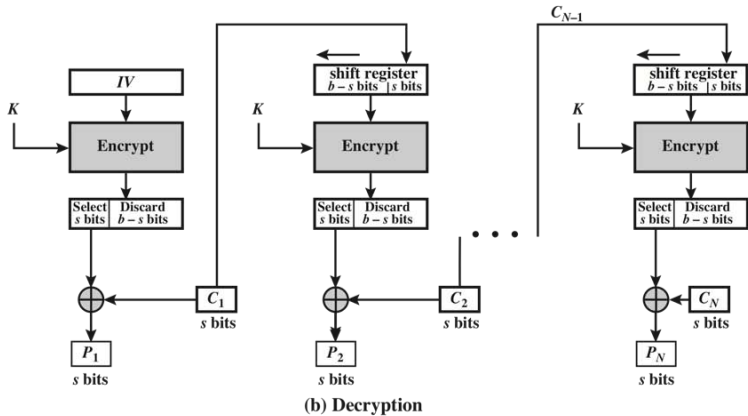 C_{N–1}
IV
shift register
b – s bits | s bits
shift register
b – s bits | s bits
K
K
K
Encrypt
Encrypt
Encrypt
Select
s bits
Discard
b – s bits
Select
s bits
Discard
b – s bits
Select
s bits
Discard
b – s bits
• • •
C_1
s bits
C_2
s bits
C_N
s bits
P_1
s bits
P_2
s bits
P_N
s bits
(b) Decryption